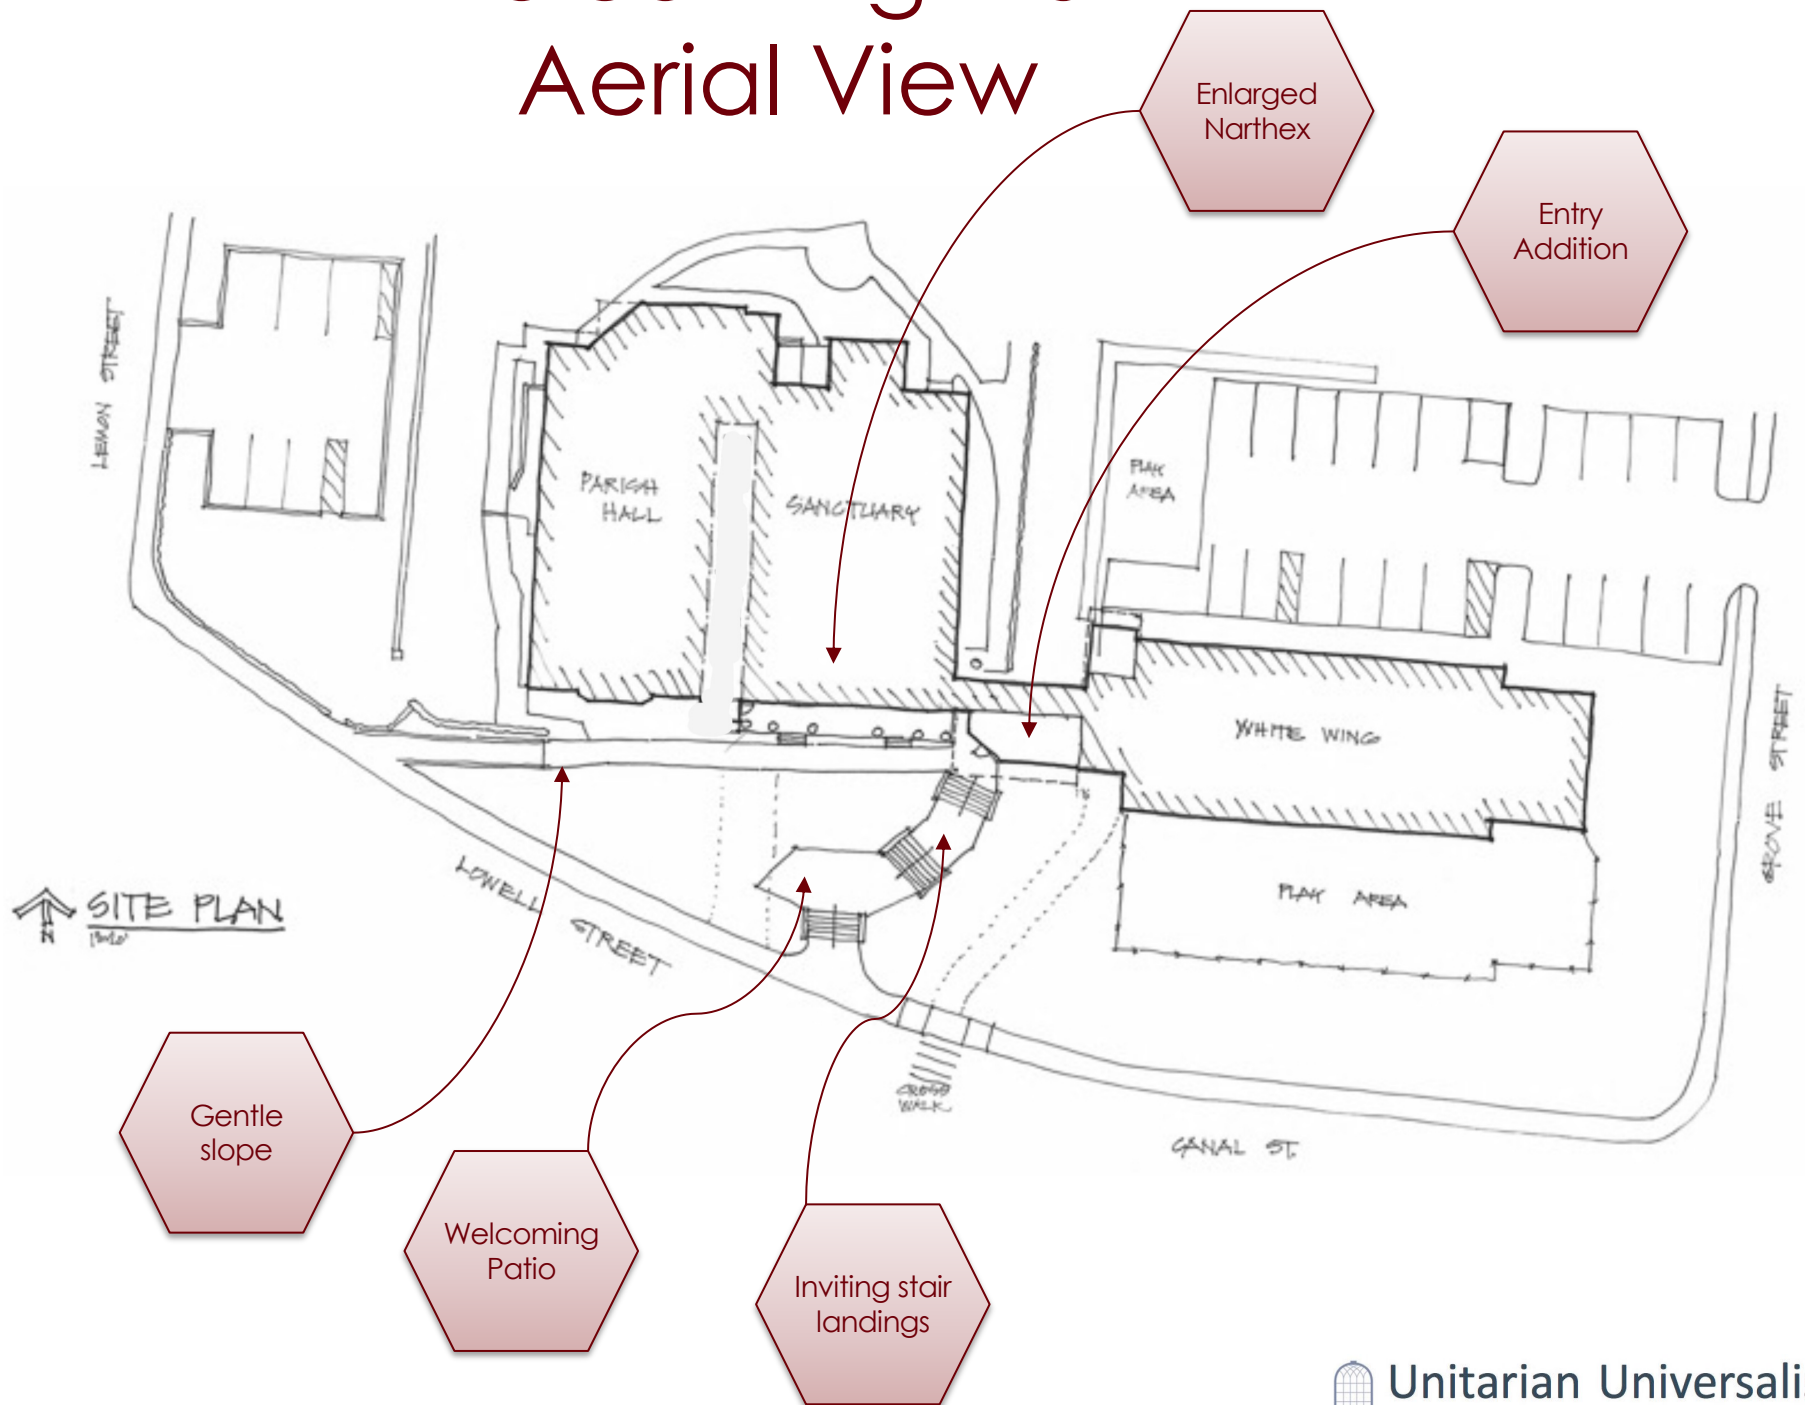 Aerial View
Enlarged
Narthex
Entry
Addition
LEMON STREET
PARISH
HALL
SANCTUARY
PLAY
AREA
WHITE WING
GROVE STREET
PLAY AREA
LOWELL STREET
SITE PLAN
N
CROSS
WALK
CANAL ST.
Gentle
slope
Welcoming
Patio
Inviting stair
landings
Unitarian Universalis